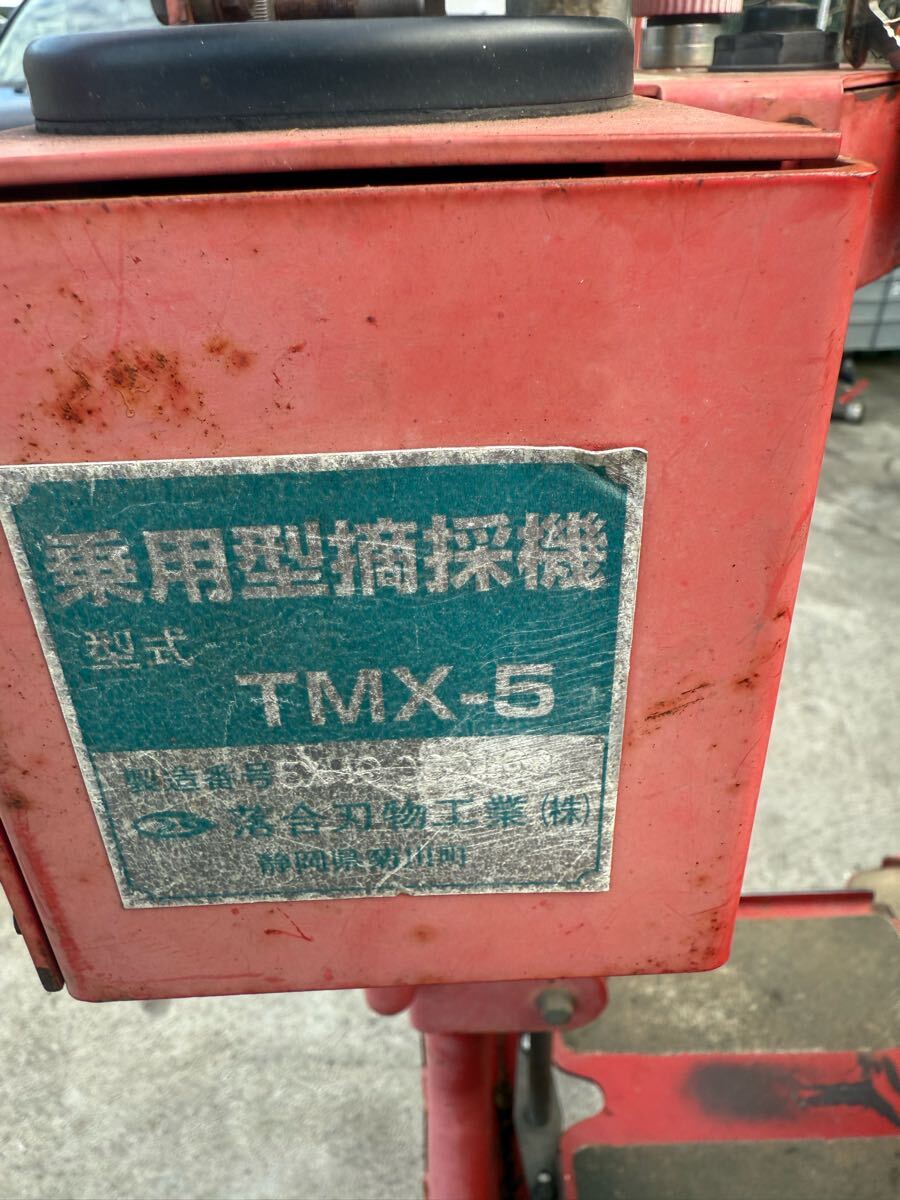 乗用型摘採機
型式
TMX-5
製造番号
落合刃物工業(株)
静岡県菊川町